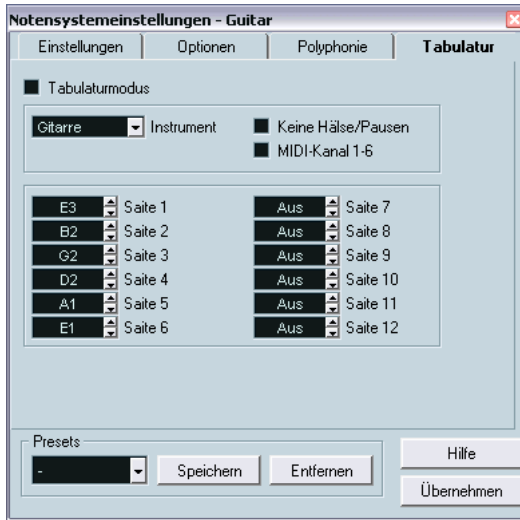 Notensystemeinstellungen - Guitar
Einstellungen Optionen Polyphonie Tabulatur
Tabulaturmodus
Gitarre Instrument Keine Hälse/Pausen
MIDI-Kanal 1-6
E3 Saite 1 Aus Saite 7
B2 Saite 2 Aus Saite 8
G2 Saite 3 Aus Saite 9
D2 Saite 4 Aus Saite 10
A1 Saite 5 Aus Saite 11
E1 Saite 6 Aus Saite 12
Presets
- Speichern Entfernen
Hilfe
Übernehmen